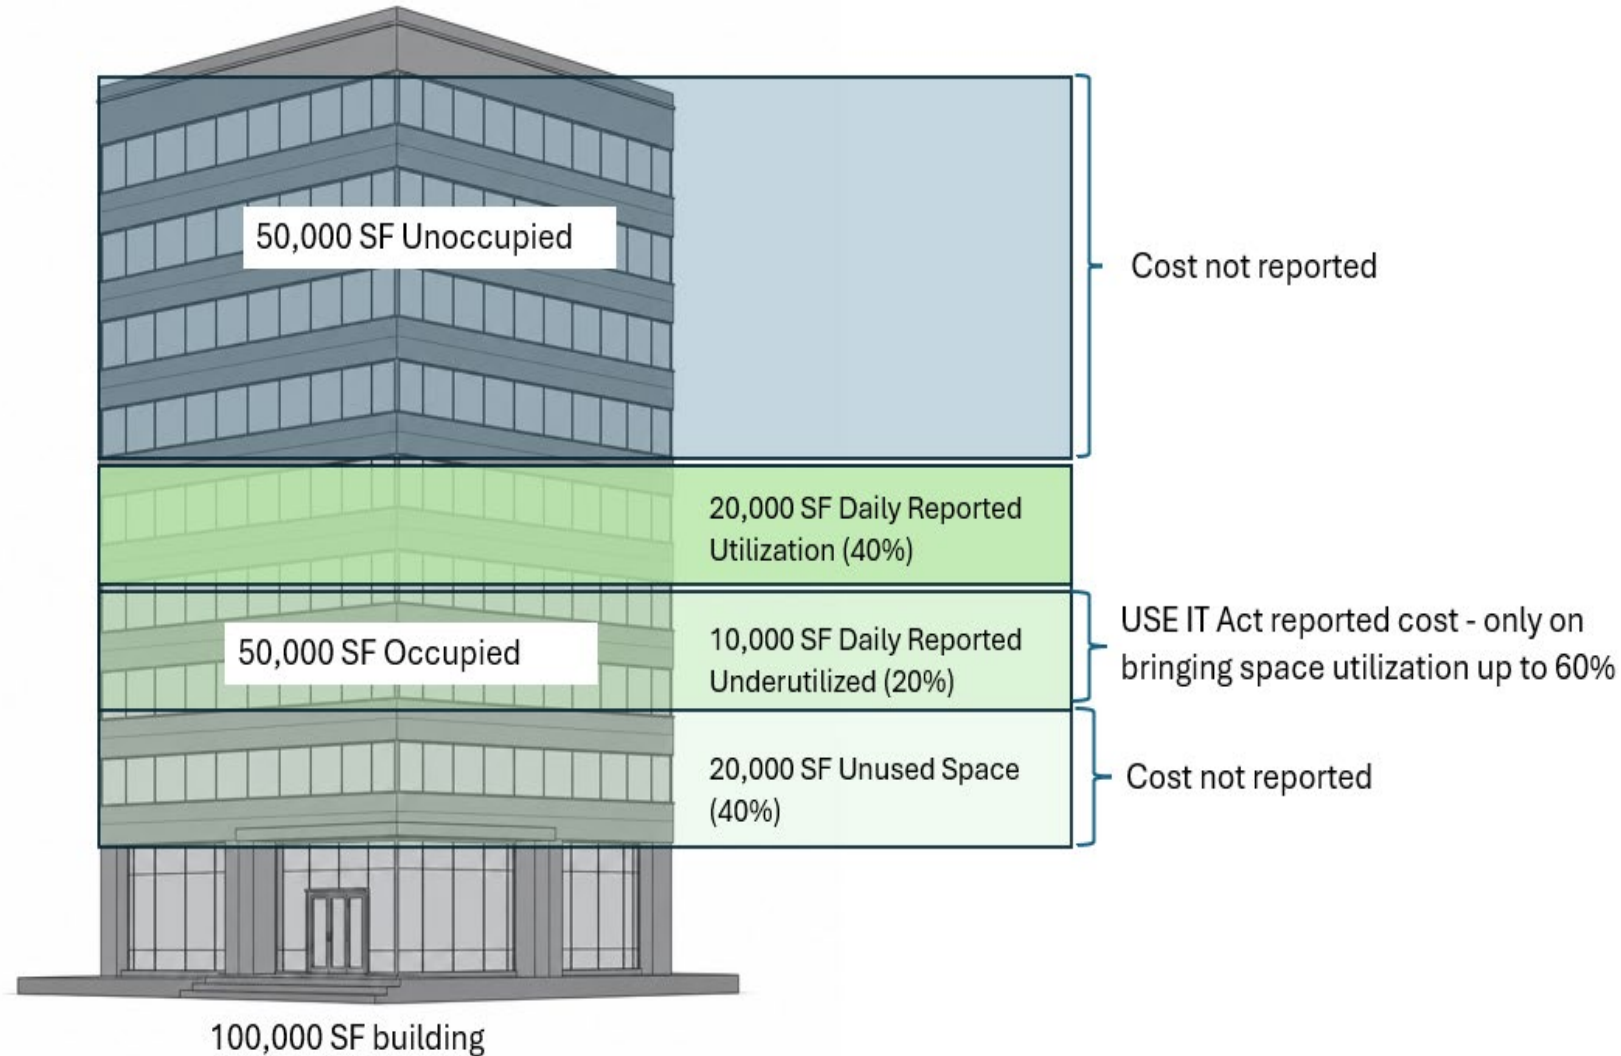 50,000 SF Unoccupied
Cost not reported
20,000 SF Daily Reported
Utilization (40%)
50,000 SF Occupied
10,000 SF Daily Reported
Underutilized (20%)
USE IT Act reported cost - only on
bringing space utilization up to 60%
20,000 SF Unused Space
(40%)
Cost not reported
100,000 SF building